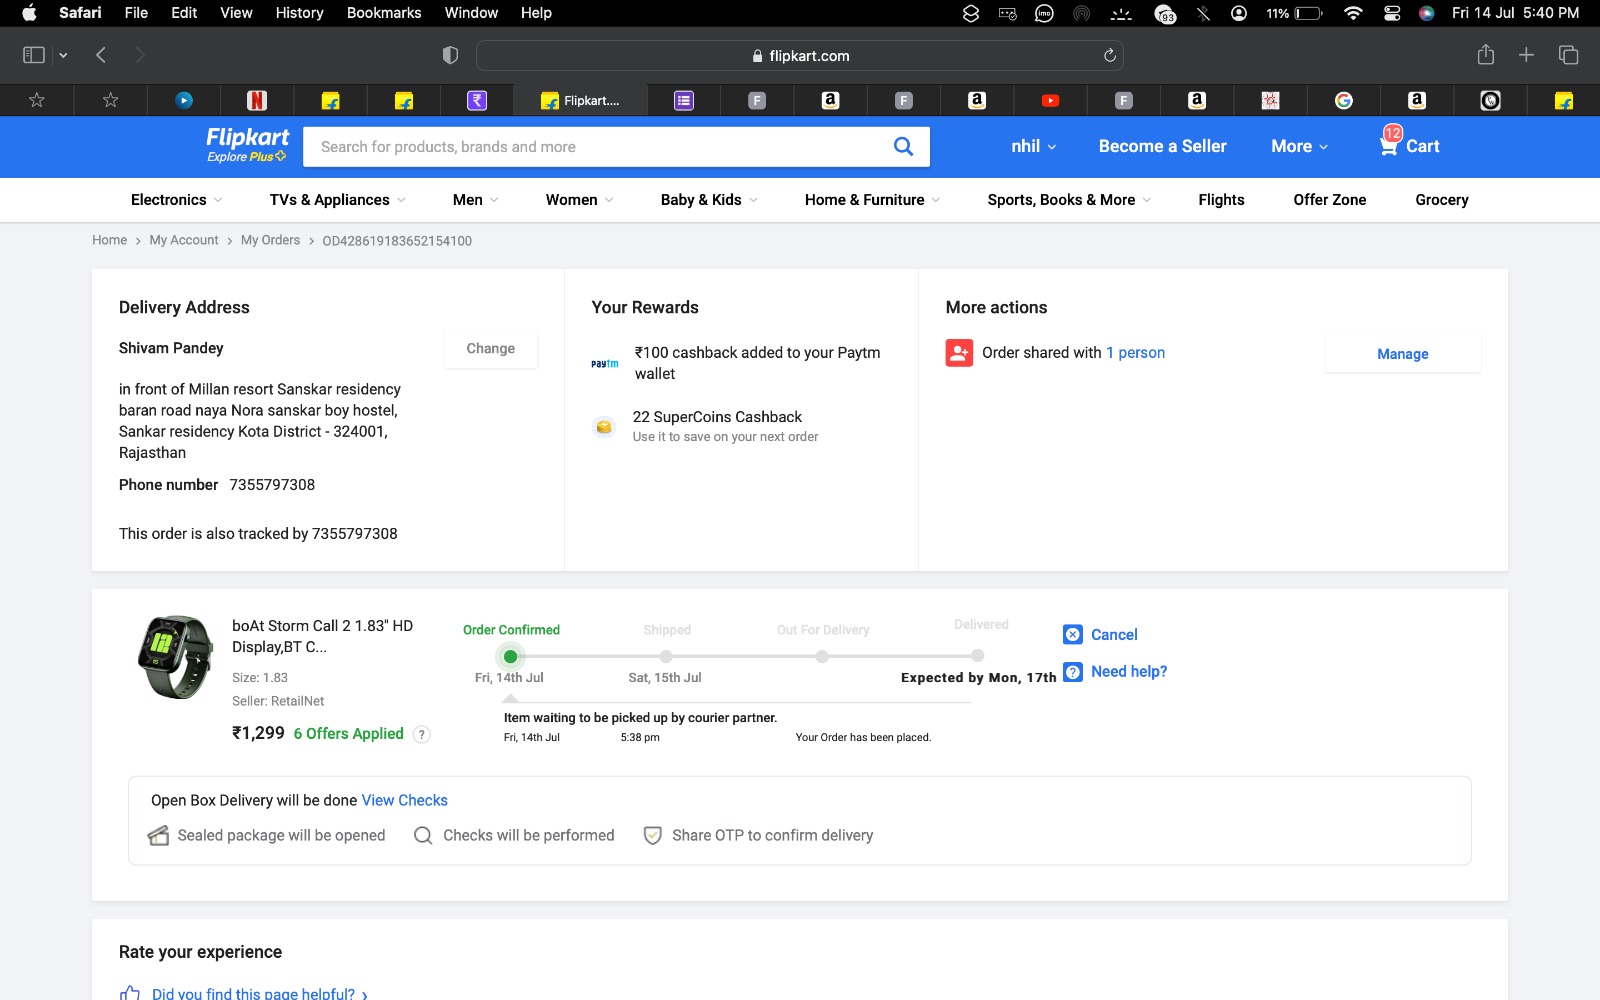 Safari File Edit View History Bookmarks Window Help 93 11% Fri 14 Jul 5:40 PM
flipkart.com
Flipkart....
Flipkart
Explore Plus
Search for products, brands and more
nhil
Become a Seller
More
12
Cart
Electronics TVs & Appliances Men Women Baby & Kids Home & Furniture Sports, Books & More Flights Offer Zone Grocery
Home > My Account > My Orders > OD428619183652154100
Delivery Address
Shivam Pandey
Change
in front of Millan resort Sanskar residency
baran road naya Nora sanskar boy hostel,
Sankar residency Kota District - 324001,
Rajasthan
Phone number 7355797308
This order is also tracked by 7355797308
Your Rewards
paytm
₹100 cashback added to your Paytm
wallet
22 SuperCoins Cashback
Use it to save on your next order
More actions
Order shared with 1 person
Manage
boAt Storm Call 2 1.83" HD
Display,BT C...
Size: 1.83
Seller: RetailNet
₹1,299 6 Offers Applied ?
Order Confirmed Shipped Out For Delivery Delivered
Fri, 14th Jul Sat, 15th Jul Expected by Mon, 17th
Item waiting to be picked up by courier partner.
Fri, 14th Jul 5:38 pm Your Order has been placed.
Cancel
Need help?
Open Box Delivery will be done View Checks
Sealed package will be opened Checks will be performed Share OTP to confirm delivery
Rate your experience
Did you find this page helpful? >